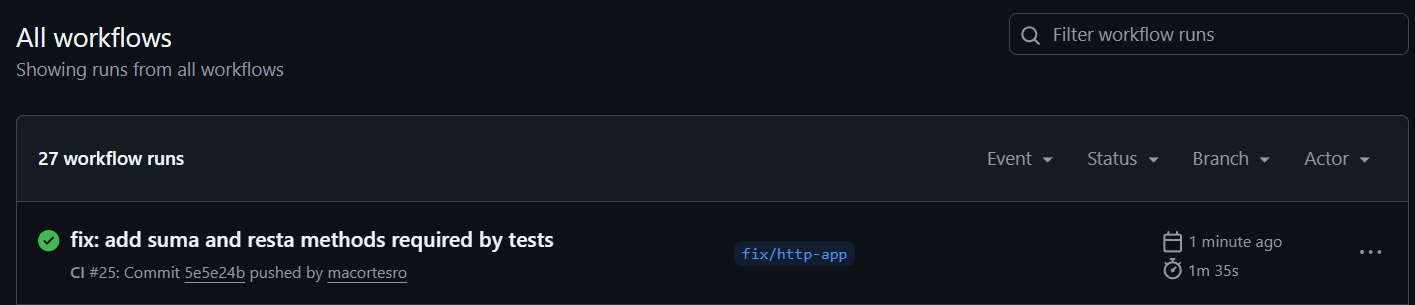 All workflows
Showing runs from all workflows
Filter workflow runs
27 workflow runs
Event
Status
Branch
Actor
fix: add suma and resta methods required by tests
CI #25: Commit 5e5e24b pushed by macortesro
fix/http-app
1 minute ago
1m 35s